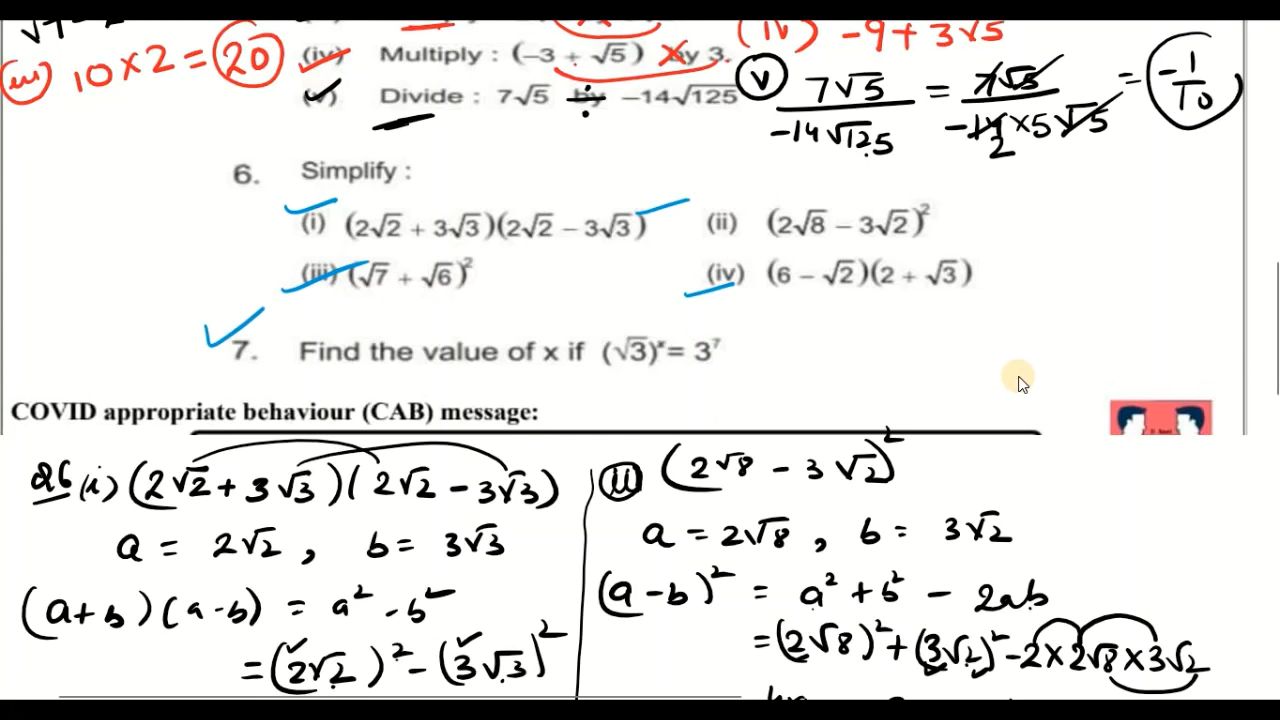 (iii) 10 × 2 = 20
(iv) Multiply : (−3 + √5) by 3.
(iv) -9 + 3√5
(v) Divide : 7√5 by −14√125
÷
(v) 7√5 / -14√125 = 7√5 / -14 × 5√5 = -1/10
2
6. Simplify :
(i) (2√2 + 3√3)(2√2 − 3√3) (ii) (2√8 − 3√2)²
(iii) (√7 + √6)² (iv) (6 − √2)(2 + √3)
7. Find the value of x if (√3)ˣ = 3⁷
COVID appropriate behaviour (CAB) message:
Q6 (i) (2√2 + 3√3)(2√2 - 3√3)
a = 2√2 , b = 3√3
(a+b)(a-b) = a² - b²
= (2√2)² - (3√3)²
(ii) (2√8 - 3√2)²
a = 2√8 , b = 3√2
(a-b)² = a² + b² - 2ab
= (2√8)² + (3√2)² - 2×2√8×3√2